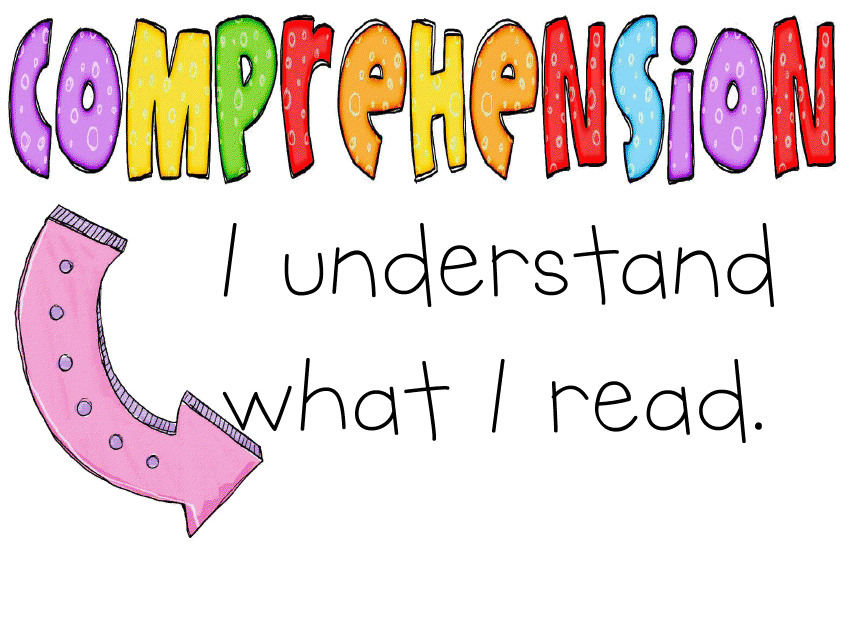 COMPreHeNSiON
I understand
what I read.